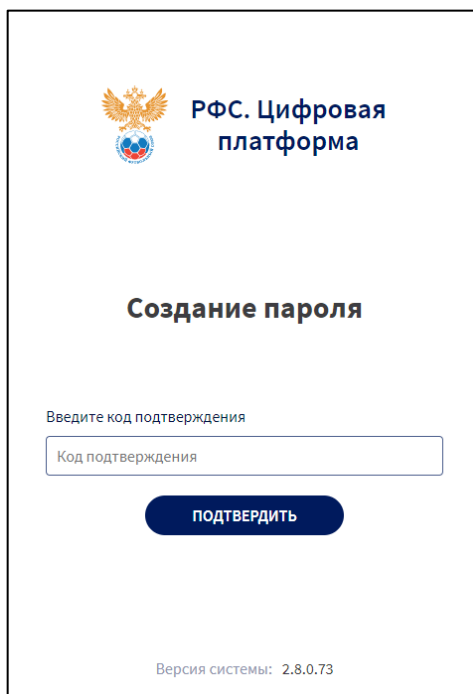 РФС. Цифровая
платформа
Создание пароля
Введите код подтверждения
Код подтверждения
ПОДТВЕРДИТЬ
Версия системы: 2.8.0.73